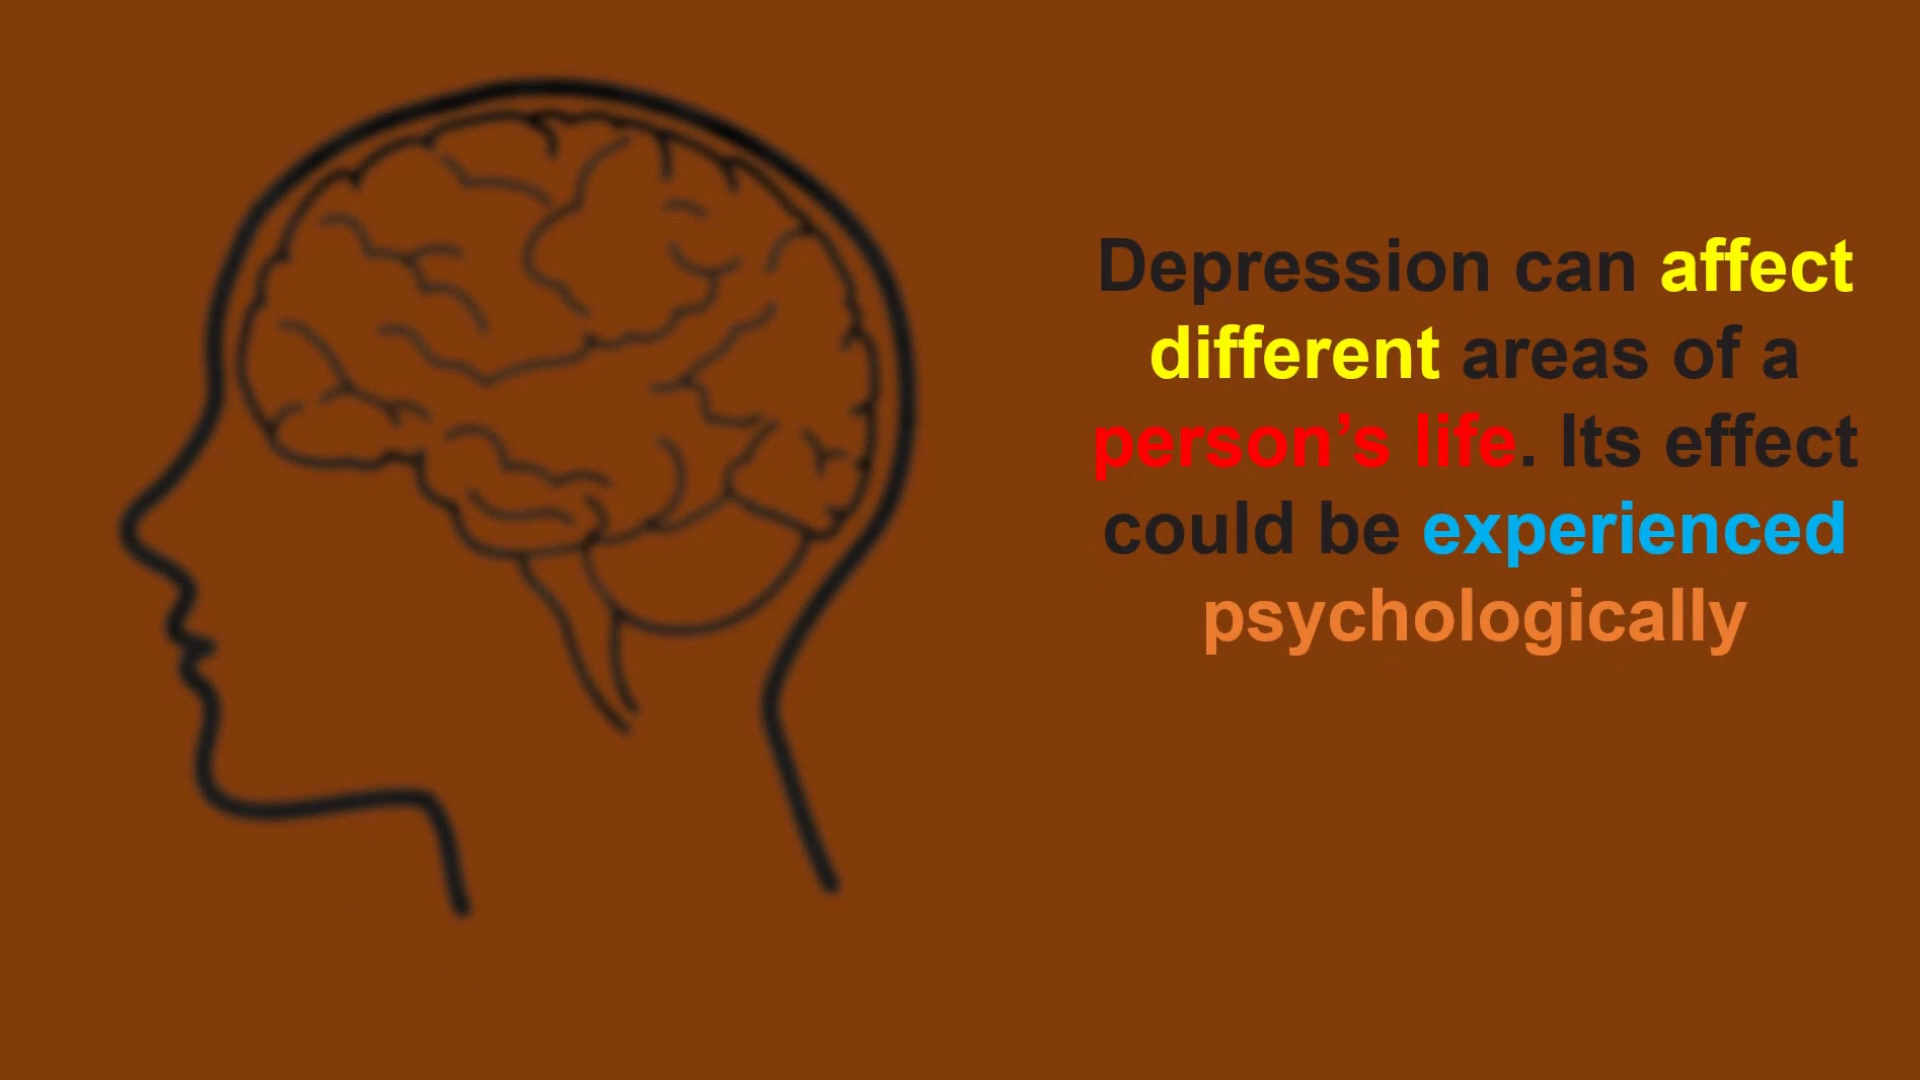 Depression can affect
different areas of a
person’s life. Its effect
could be experienced
psychologically